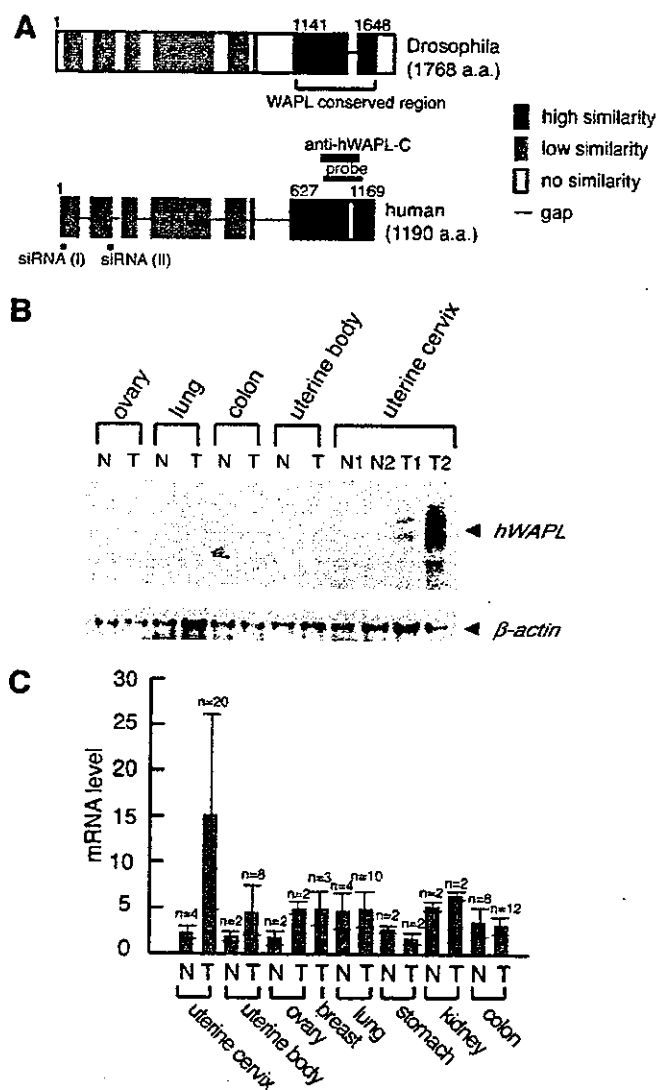 A
1 1141 1648
Drosophila
(1768 a.a.)
WAPL conserved region
high similarity
low similarity
no similarity
gap
anti-hWAPL-C
probe
1 627 1169
human
(1190 a.a.)
siRNA (I) siRNA (II)
B
ovary lung colon uterine body uterine cervix
N T N T N T N T N1 N2 T1 T2
hWAPL
β-actin
C
mRNA level
30
25
20
15
10
5
0
n=4 n=20 n=2 n=8 n=2 n=2 n=3 n=4 n=10 n=2 n=2 n=2 n=2 n=8 n=12
N T N T N T T N T N T N T N T
uterine cervix uterine body ovary breast lung stomach kidney colon